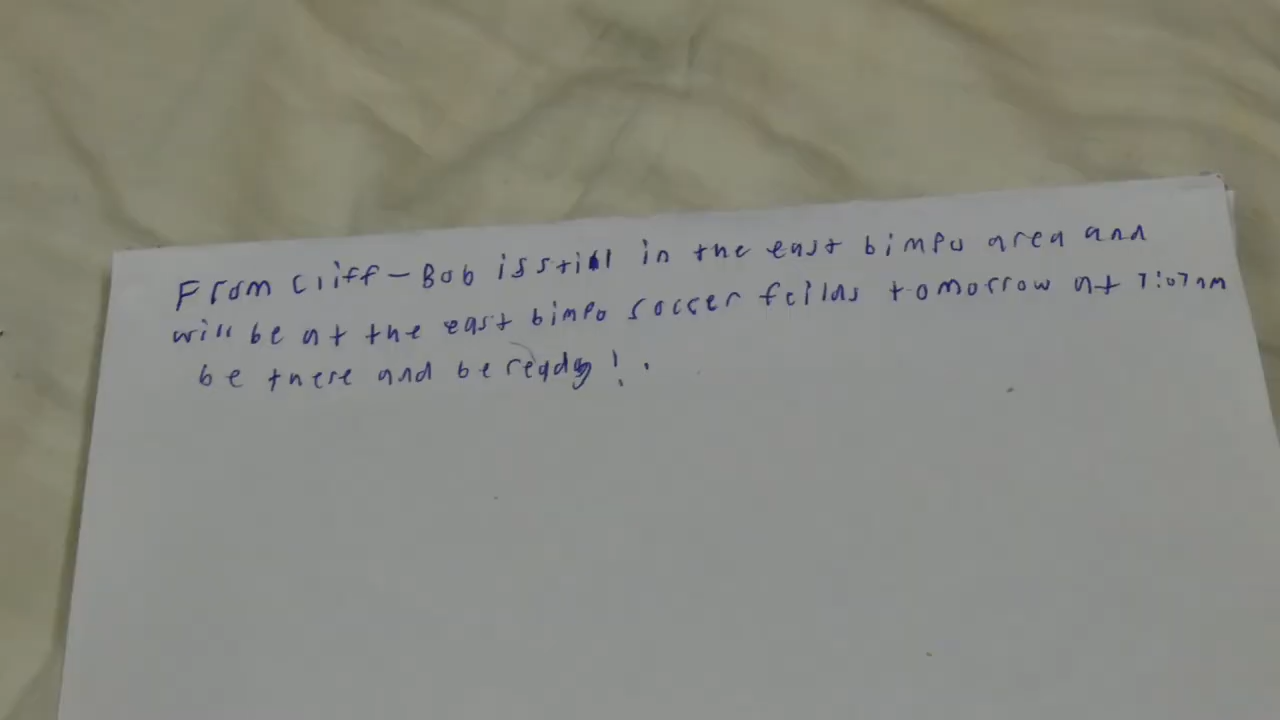 From Cliff - Bob is still in the east bimpo area and
will be at the east bimpo soccer feilds tomorrow at 7:07am
be there and be ready!.